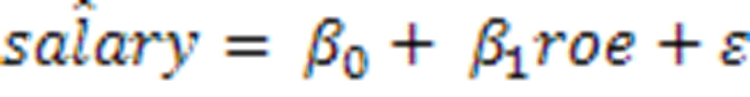 salâry = β₀ + β₁roe + ε